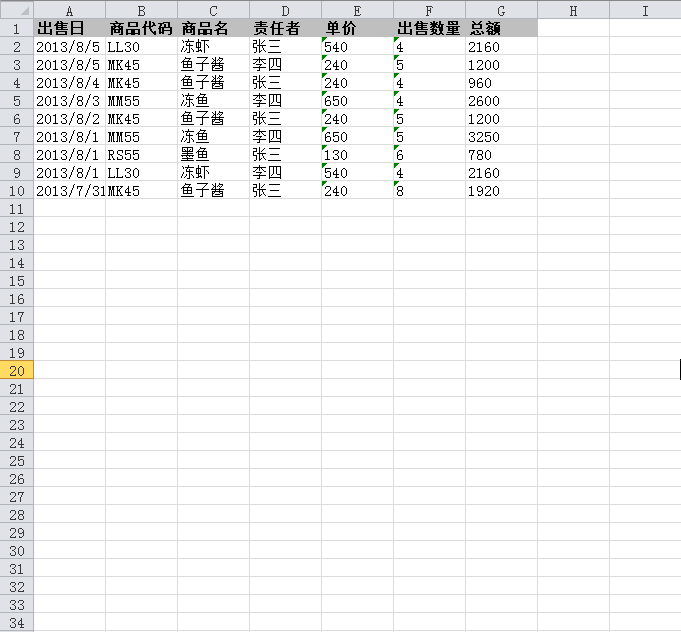 A B C D E F G H I
1 出售日 商品代码 商品名 责任者 单价 出售数量 总额
2 2013/8/5 LL30 冻虾 张三 540 4 2160
3 2013/8/5 MK45 鱼子酱 李四 240 5 1200
4 2013/8/4 MK45 鱼子酱 张三 240 4 960
5 2013/8/3 MM55 冻鱼 李四 650 4 2600
6 2013/8/2 MK45 鱼子酱 张三 240 5 1200
7 2013/8/1 MM55 冻鱼 李四 650 5 3250
8 2013/8/1 RS55 墨鱼 张三 130 6 780
9 2013/8/1 LL30 冻虾 李四 540 4 2160
10 2013/7/31 MK45 鱼子酱 张三 240 8 1920
11
12
13
14
15
16
17
18
19
20
21
22
23
24
25
26
27
28
29
30
31
32
33
34